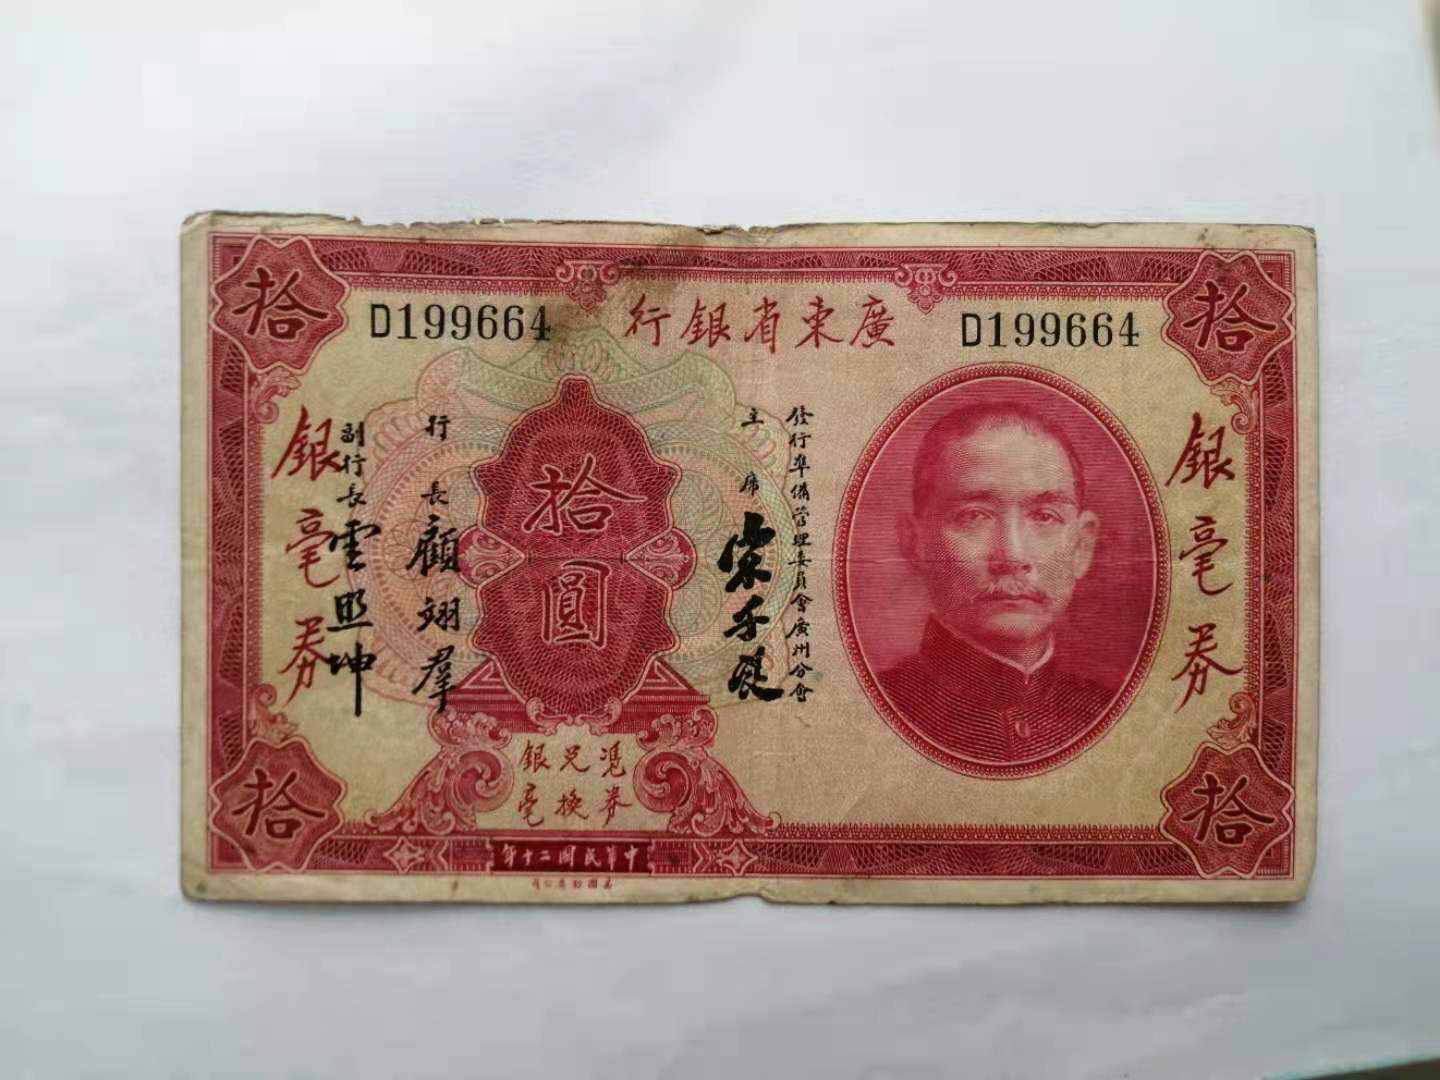 廣東省銀行
D199664
D199664
拾
拾
銀毫券
銀毫券
發行準備管理委員會廣州分會
主席
宋子良
拾圓
行長
顧翊羣
副行長
雲照坤
憑券
兌換
銀毫
拾
拾
中華民國二十年